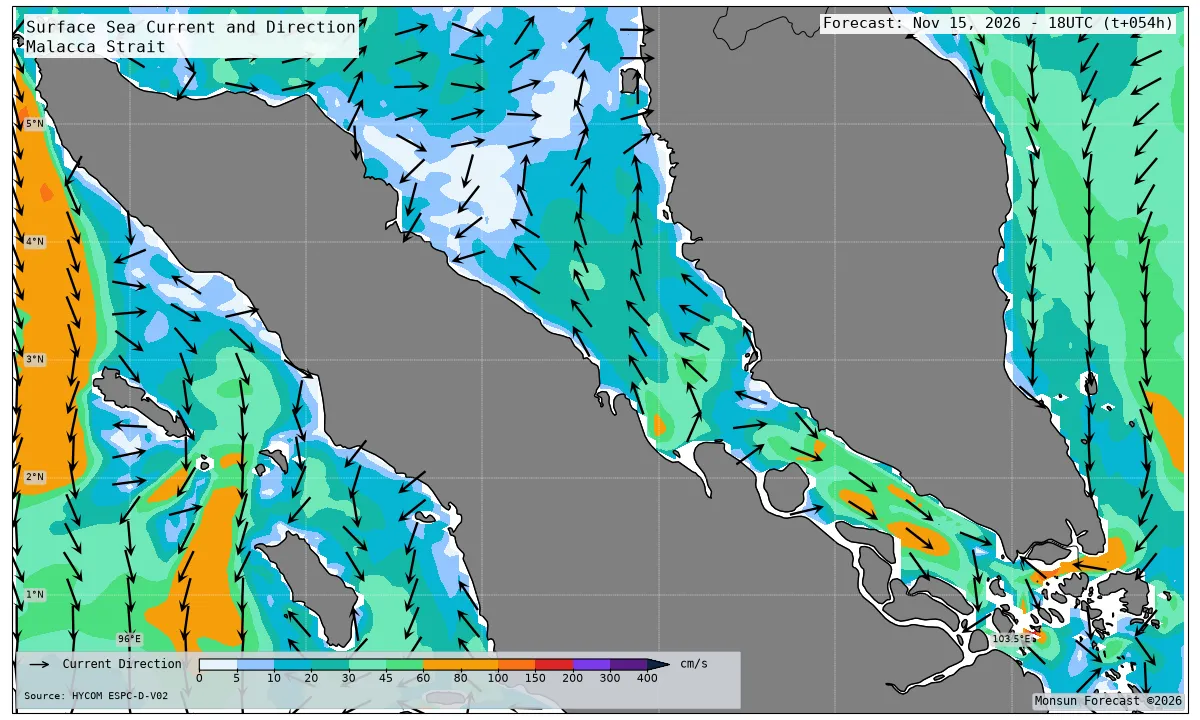 Surface Sea Current and Direction
Malacca Strait
Forecast: Nov 15, 2026 - 18UTC (t+054h)
5°N
4°N
3°N
2°N
1°N
96°E
103.5°E
Current Direction
0 5 10 20 30 45 60 80 100 150 200 300 400
cm/s
Source: HYCOM ESPC-D-V02
Monsun Forecast ©2026